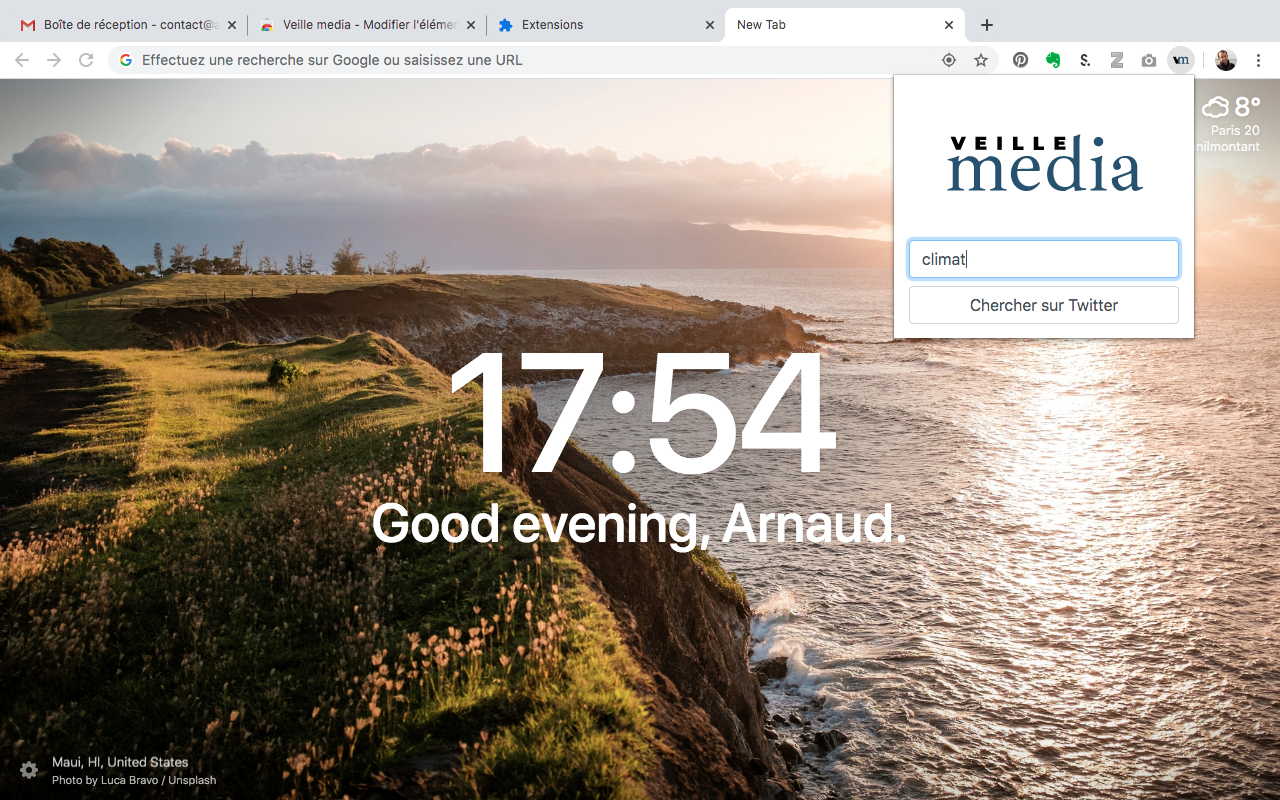 Boîte de réception - contact@a
Veille media - Modifier l'élémen
Extensions
New Tab
Effectuez une recherche sur Google ou saisissez une URL
S.
vm
8°
Paris 20
nilmontant
VEILLE
media
climat
Chercher sur Twitter
17:54
Good evening, Arnaud.
Maui, HI, United States
Photo by Luca Bravo / Unsplash